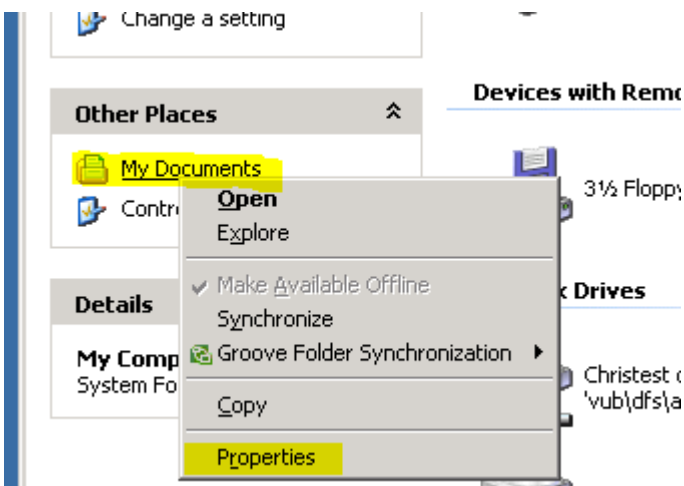 Change a setting
Other Places
My Documents
Contr
Details
My Comp
System Fo
Open
Explore
Make Available Offline
Synchronize
Groove Folder Synchronization
Copy
Properties
Devices with Remo
3½ Floppy
k Drives
Christest
'vub\dfs\a